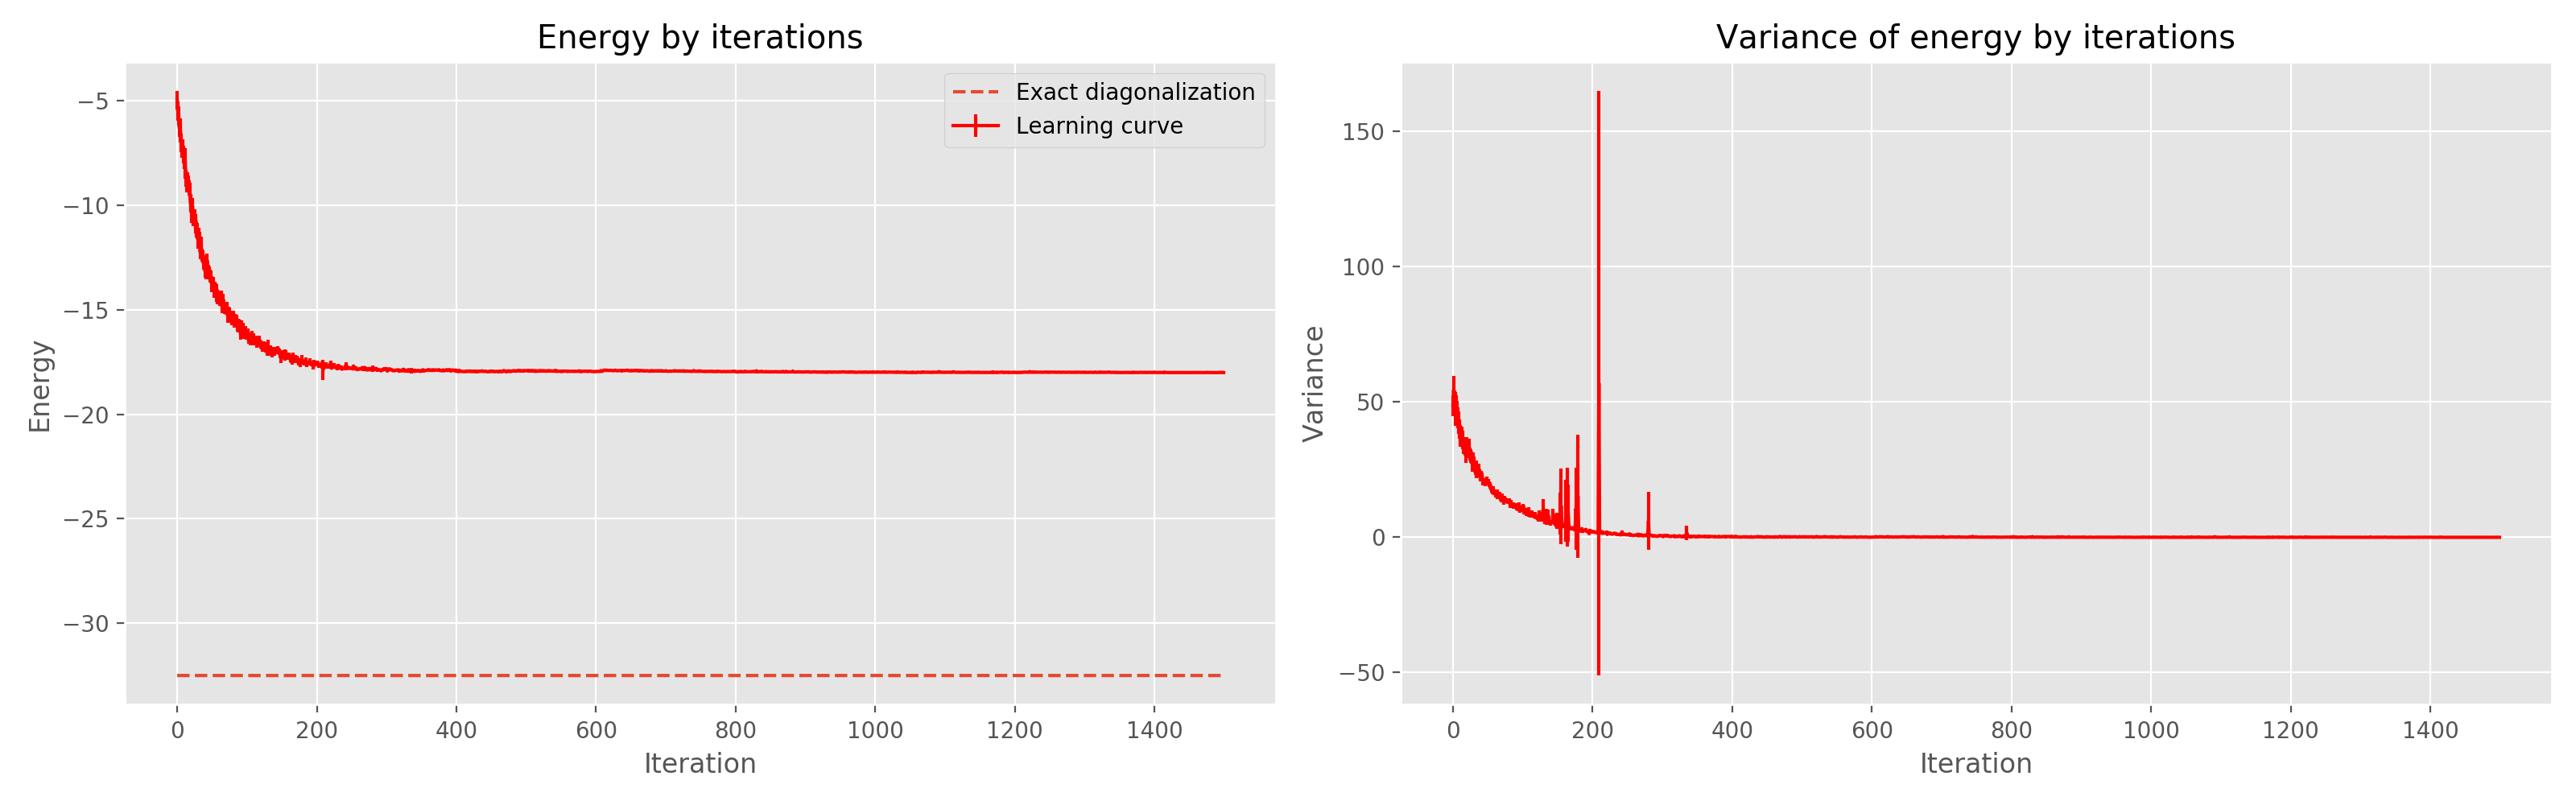 Energy by iterations
Exact diagonalization
Learning curve
−5
−10
−15
−20
−25
−30
Energy
0 200 400 600 800 1000 1200 1400
Iteration
Variance of energy by iterations
150
100
50
0
−50
Variance
0 200 400 600 800 1000 1200 1400
Iteration